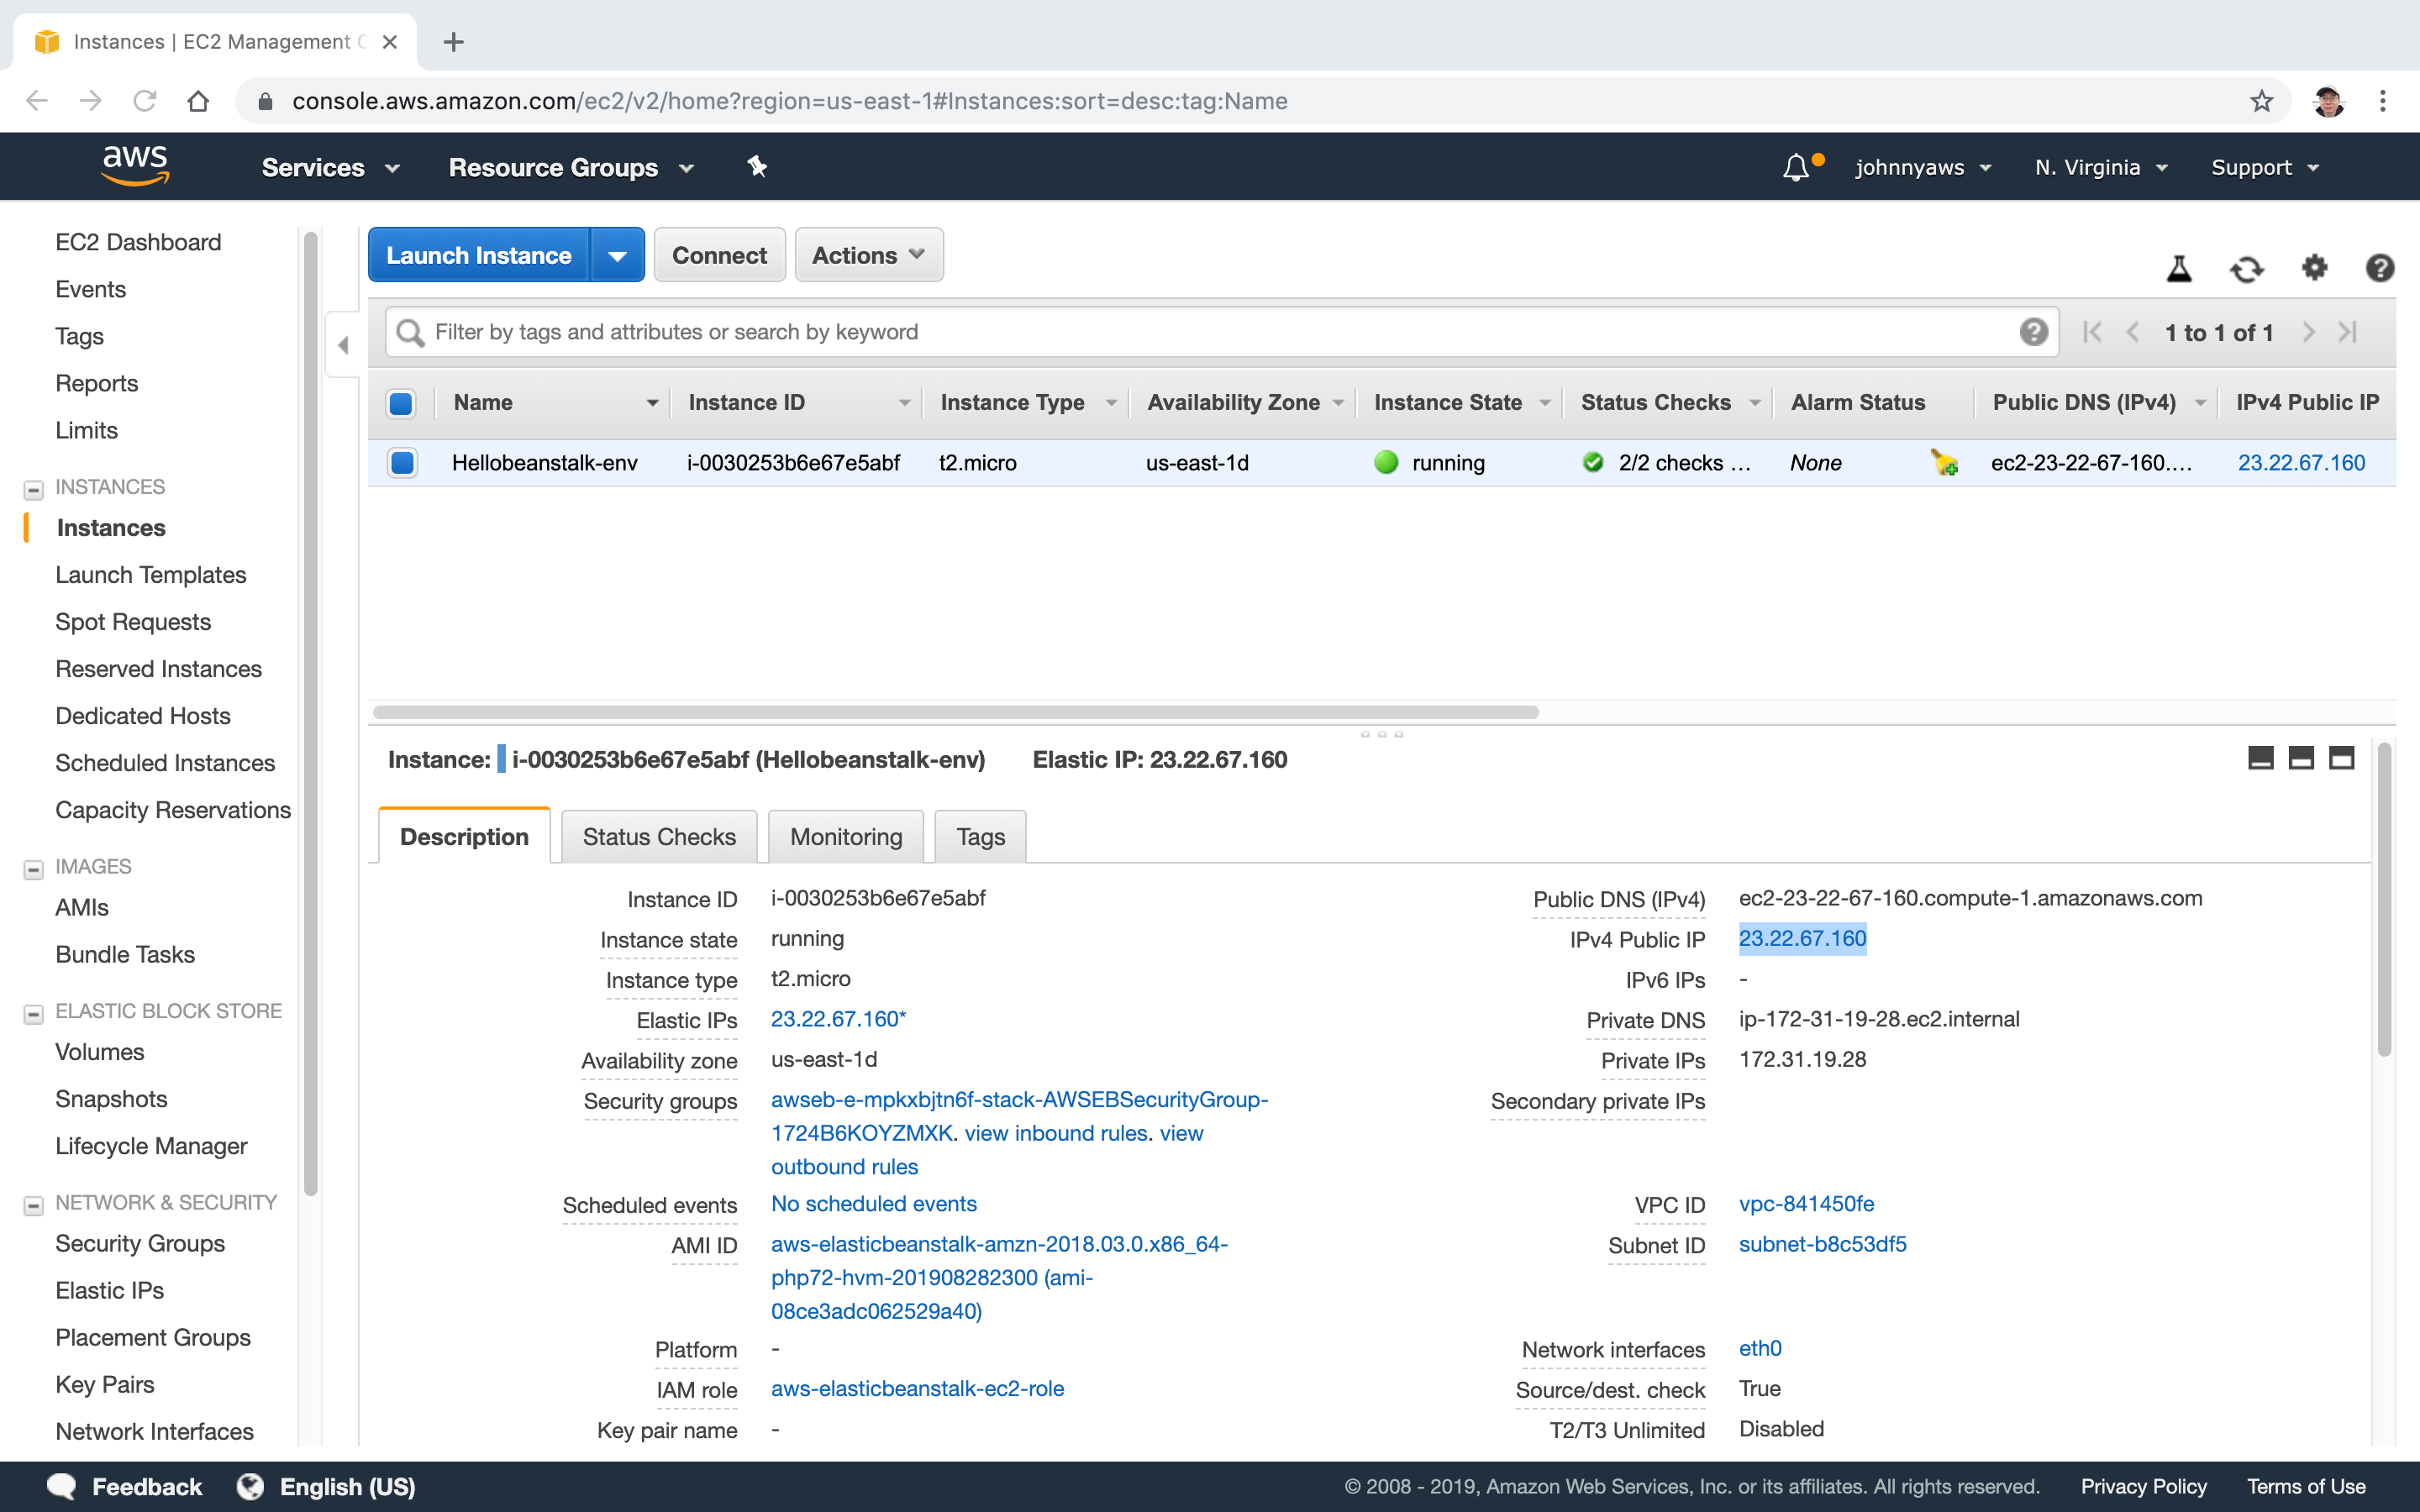 Instances | EC2 Management C
console.aws.amazon.com/ec2/v2/home?region=us-east-1#Instances:sort=desc:tag:Name
aws
Services
Resource Groups
johnnyaws
N. Virginia
Support
EC2 Dashboard
Events
Tags
Reports
Limits
INSTANCES
Instances
Launch Templates
Spot Requests
Reserved Instances
Dedicated Hosts
Scheduled Instances
Capacity Reservations
IMAGES
AMIs
Bundle Tasks
ELASTIC BLOCK STORE
Volumes
Snapshots
Lifecycle Manager
NETWORK & SECURITY
Security Groups
Elastic IPs
Placement Groups
Key Pairs
Network Interfaces
Launch Instance
Connect
Actions
Filter by tags and attributes or search by keyword
1 to 1 of 1
Name Instance ID Instance Type Availability Zone Instance State Status Checks Alarm Status Public DNS (IPv4) IPv4 Public IP
Hellobeanstalk-env i-0030253b6e67e5abf t2.micro us-east-1d running 2/2 checks ... None ec2-23-22-67-160.... 23.22.67.160
Instance: i-0030253b6e67e5abf (Hellobeanstalk-env) Elastic IP: 23.22.67.160
Description Status Checks Monitoring Tags
Instance ID i-0030253b6e67e5abf
Instance state running
Instance type t2.micro
Elastic IPs 23.22.67.160*
Availability zone us-east-1d
Security groups awseb-e-mpkxbjtn6f-stack-AWSEBSecurityGroup-
1724B6KOYZMXK. view inbound rules. view
outbound rules
Scheduled events No scheduled events
AMI ID aws-elasticbeanstalk-amzn-2018.03.0.x86_64-
php72-hvm-201908282300 (ami-
08ce3adc062529a40)
Platform -
IAM role aws-elasticbeanstalk-ec2-role
Key pair name -
Public DNS (IPv4) ec2-23-22-67-160.compute-1.amazonaws.com
IPv4 Public IP 23.22.67.160
IPv6 IPs -
Private DNS ip-172-31-19-28.ec2.internal
Private IPs 172.31.19.28
Secondary private IPs
VPC ID vpc-841450fe
Subnet ID subnet-b8c53df5
Network interfaces eth0
Source/dest. check True
T2/T3 Unlimited Disabled
Feedback
English (US)
© 2008 - 2019, Amazon Web Services, Inc. or its affiliates. All rights reserved.
Privacy Policy
Terms of Use